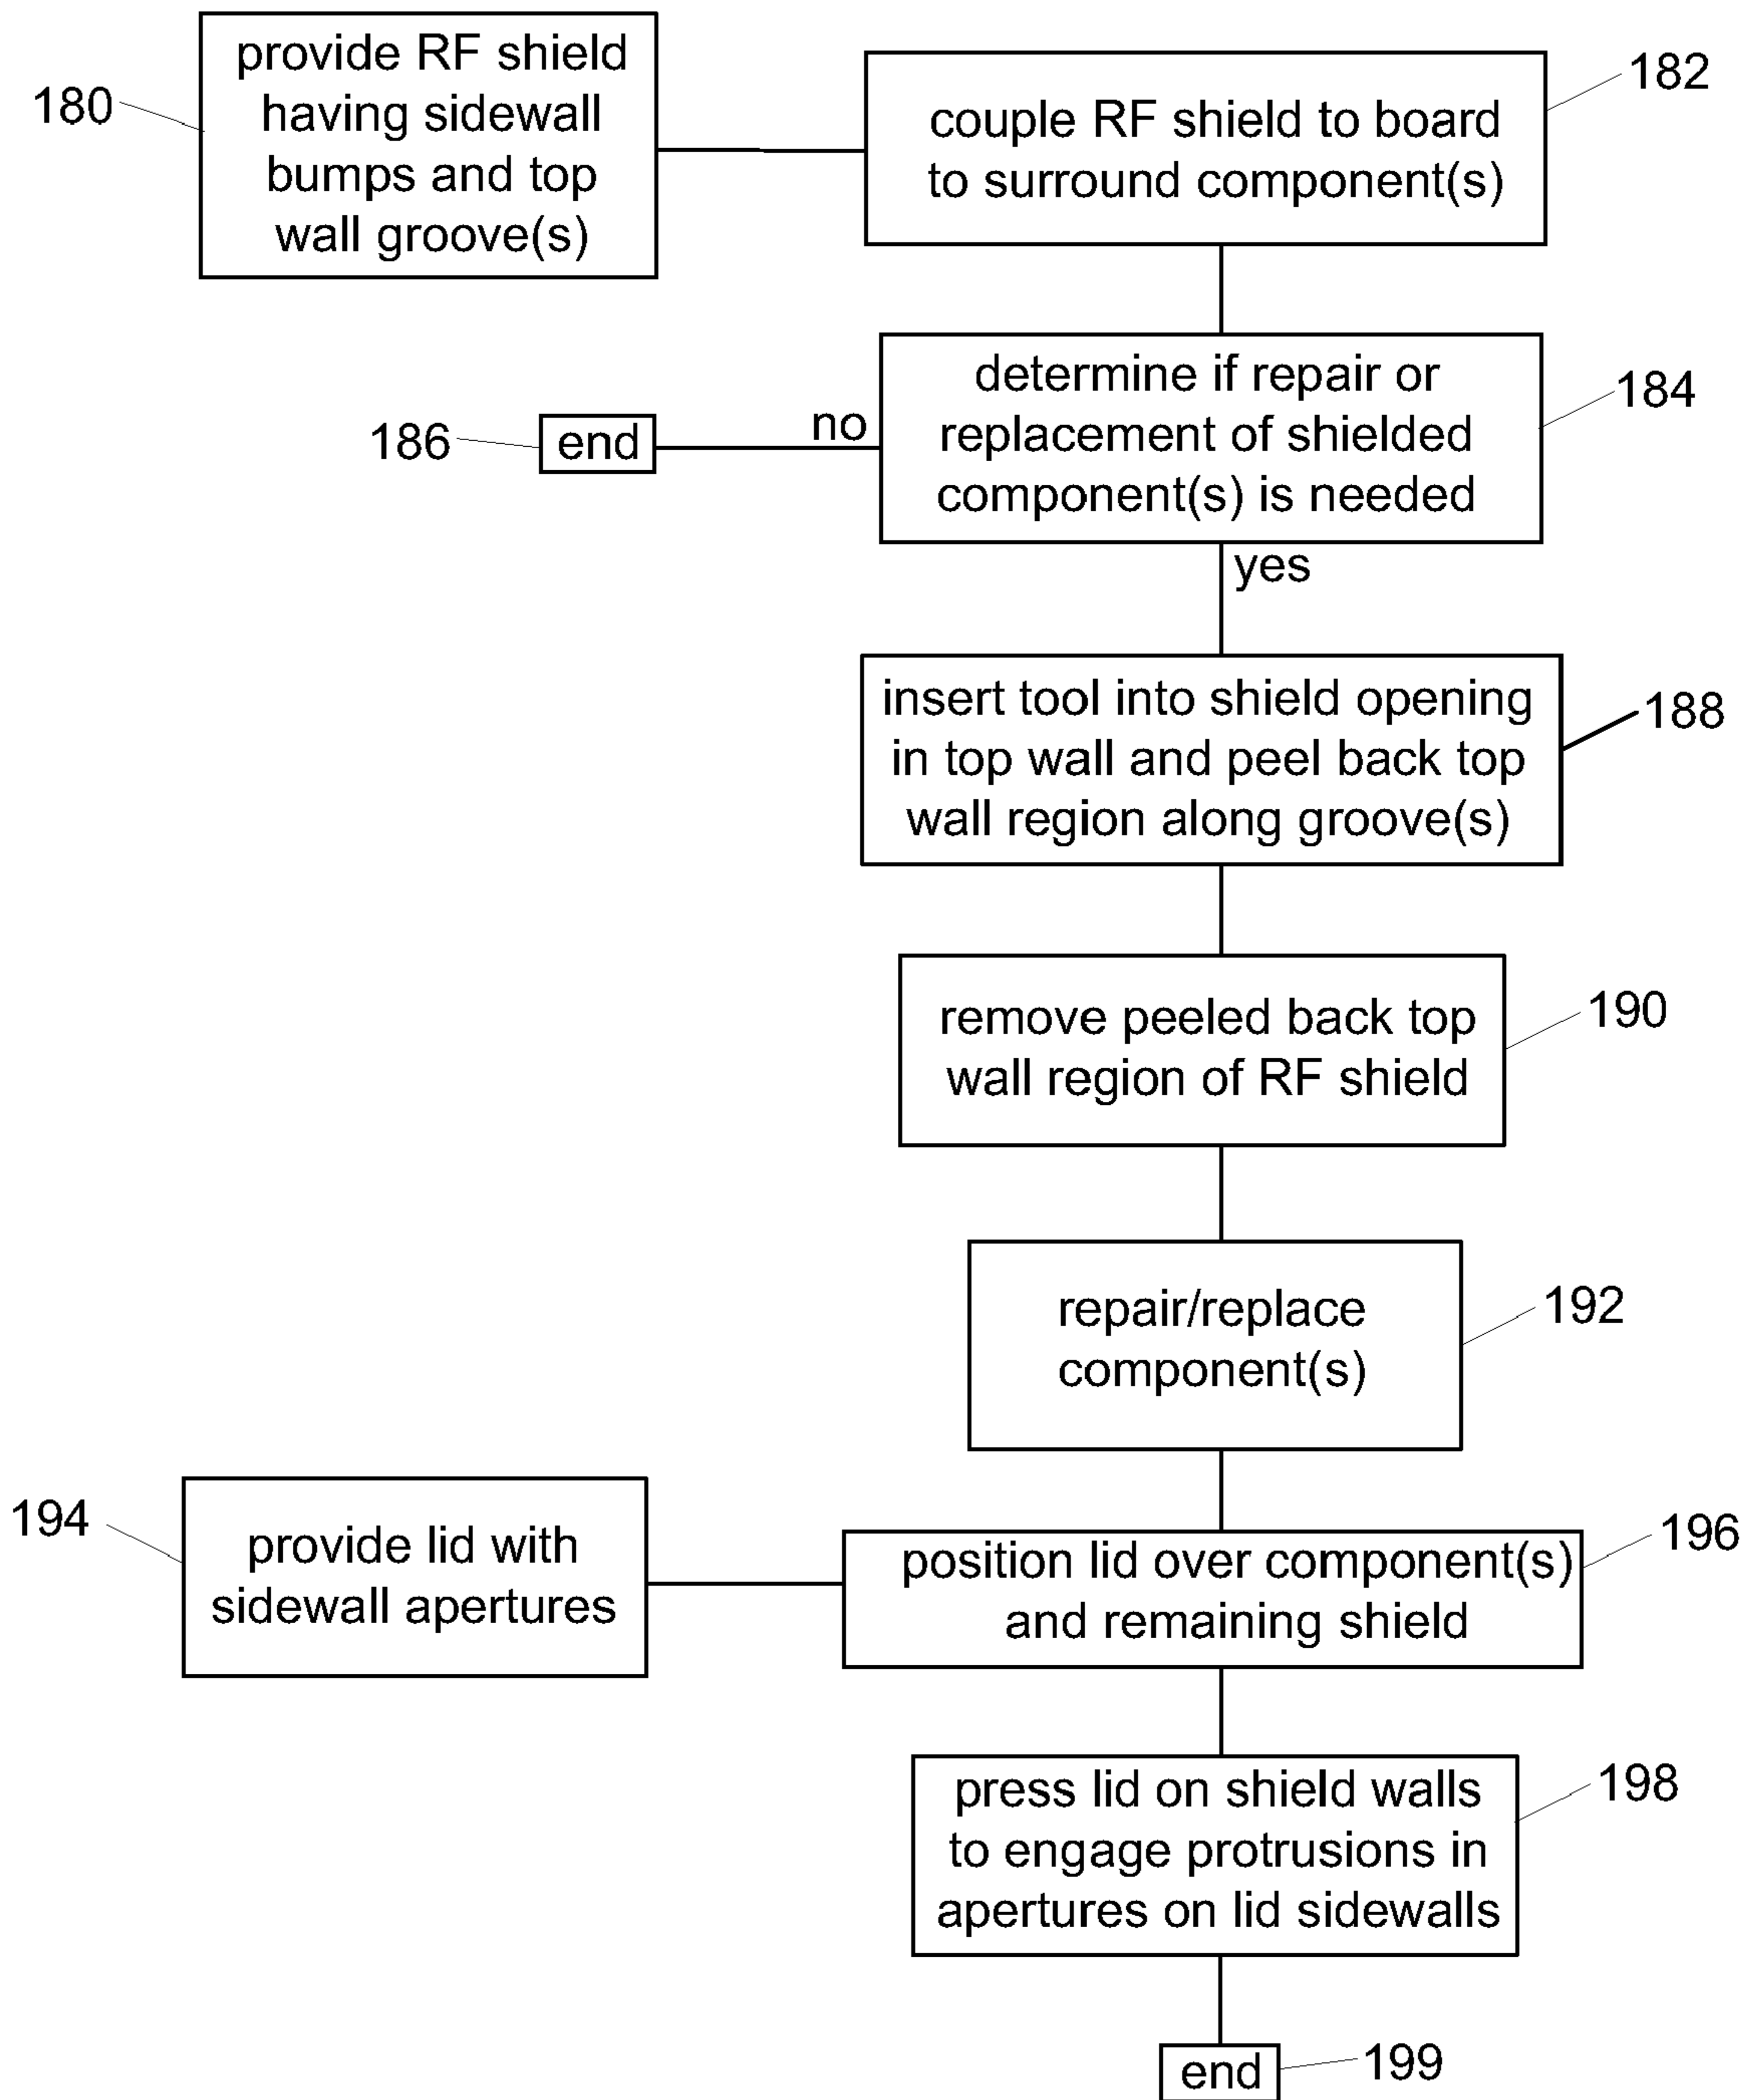 180
provide RF shield
having sidewall
bumps and top
wall groove(s)
couple RF shield to board
to surround component(s)
182
determine if repair or
replacement of shielded
component(s) is needed
184
no
end
186
yes
insert tool into shield opening
in top wall and peel back top
wall region along groove(s)
188
remove peeled back top
wall region of RF shield
190
repair/replace
component(s)
192
194
provide lid with
sidewall apertures
position lid over component(s)
and remaining shield
196
press lid on shield walls
to engage protrusions in
apertures on lid sidewalls
198
end
199